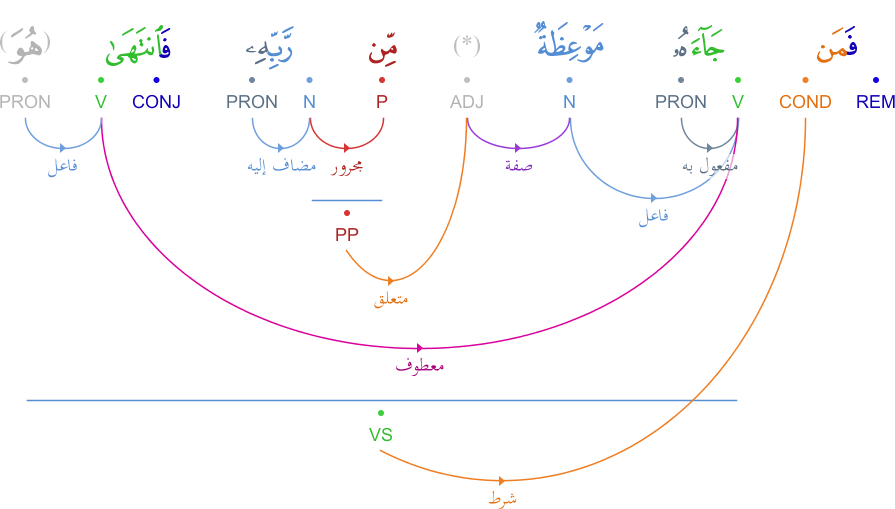 فَمَن جَآءَهُۥ مَوْعِظَةٌ (*) مِّن رَّبِّهِۦ فَٱنتَهَىٰ (هُوَ)
REM COND V PRON N ADJ P N PRON CONJ V PRON
مفعول به صفة مجرور مضاف إليه فاعل
فاعل
PP
متعلق
معطوف
VS
شرط